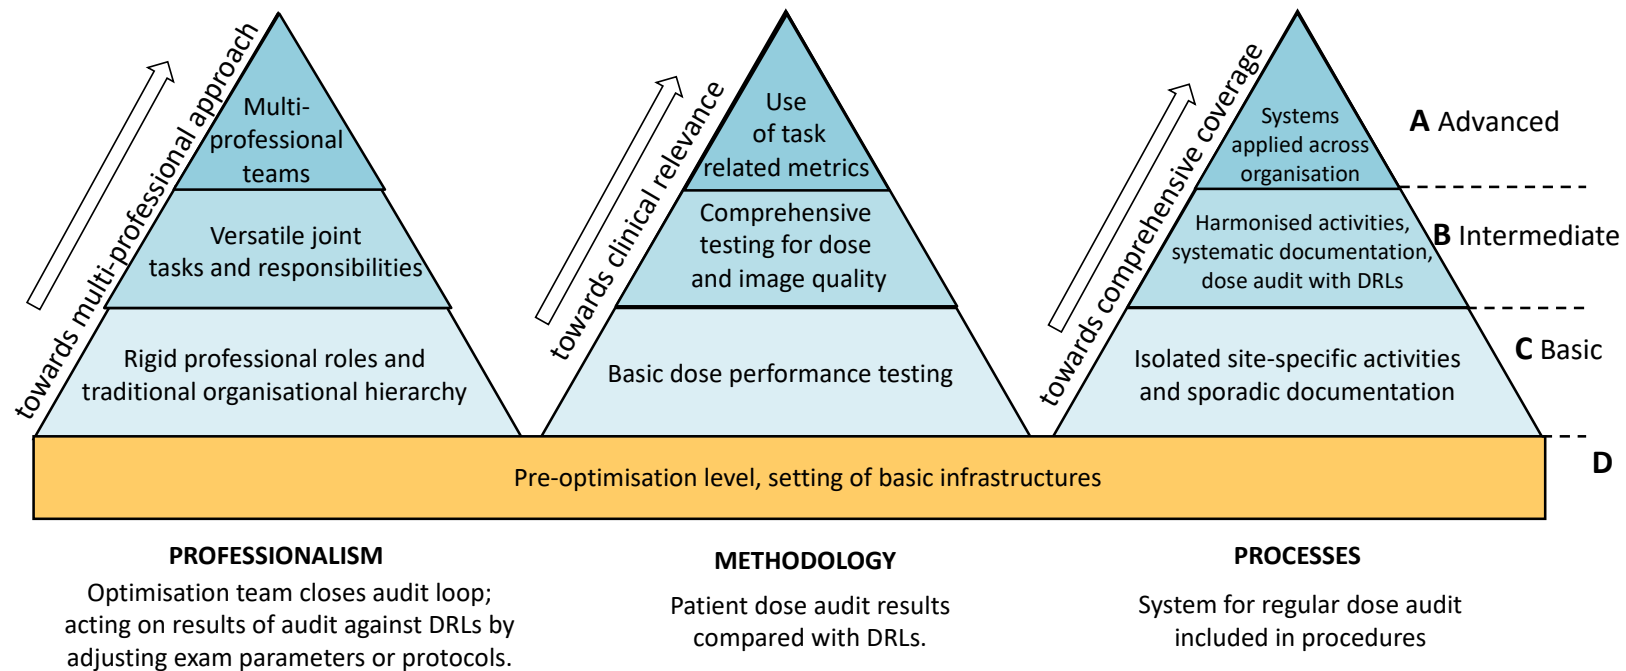 towards multi-professional approach
Multi-
professional
teams
Versatile joint
tasks and responsibilities
Rigid professional roles and
traditional organisational hierarchy
towards clinical relevance
Use
of task
related metrics
Comprehensive
testing for dose
and image quality
Basic dose performance testing
towards comprehensive coverage
Systems
applied across
organisation
Harmonised activities,
systematic documentation,
dose audit with DRLs
Isolated site-specific activities
and sporadic documentation
A Advanced
B Intermediate
C Basic
D
Pre-optimisation level, setting of basic infrastructures
PROFESSIONALISM
Optimisation team closes audit loop;
acting on results of audit against DRLs by
adjusting exam parameters or protocols.
METHODOLOGY
Patient dose audit results
compared with DRLs.
PROCESSES
System for regular dose audit
included in procedures